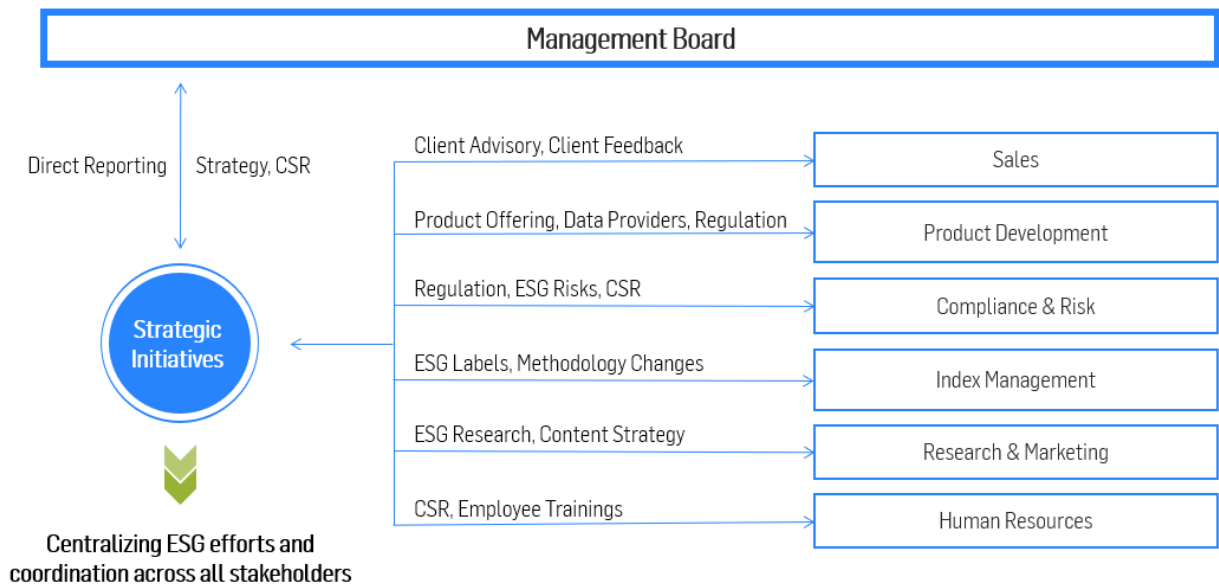 Management Board
Direct Reporting
Strategy, CSR
Client Advisory, Client Feedback
Sales
Product Offering, Data Providers, Regulation
Product Development
Regulation, ESG Risks, CSR
Compliance & Risk
Strategic
Initiatives
ESG Labels, Methodology Changes
Index Management
ESG Research, Content Strategy
Research & Marketing
CSR, Employee Trainings
Human Resources
Centralizing ESG efforts and
coordination across all stakeholders